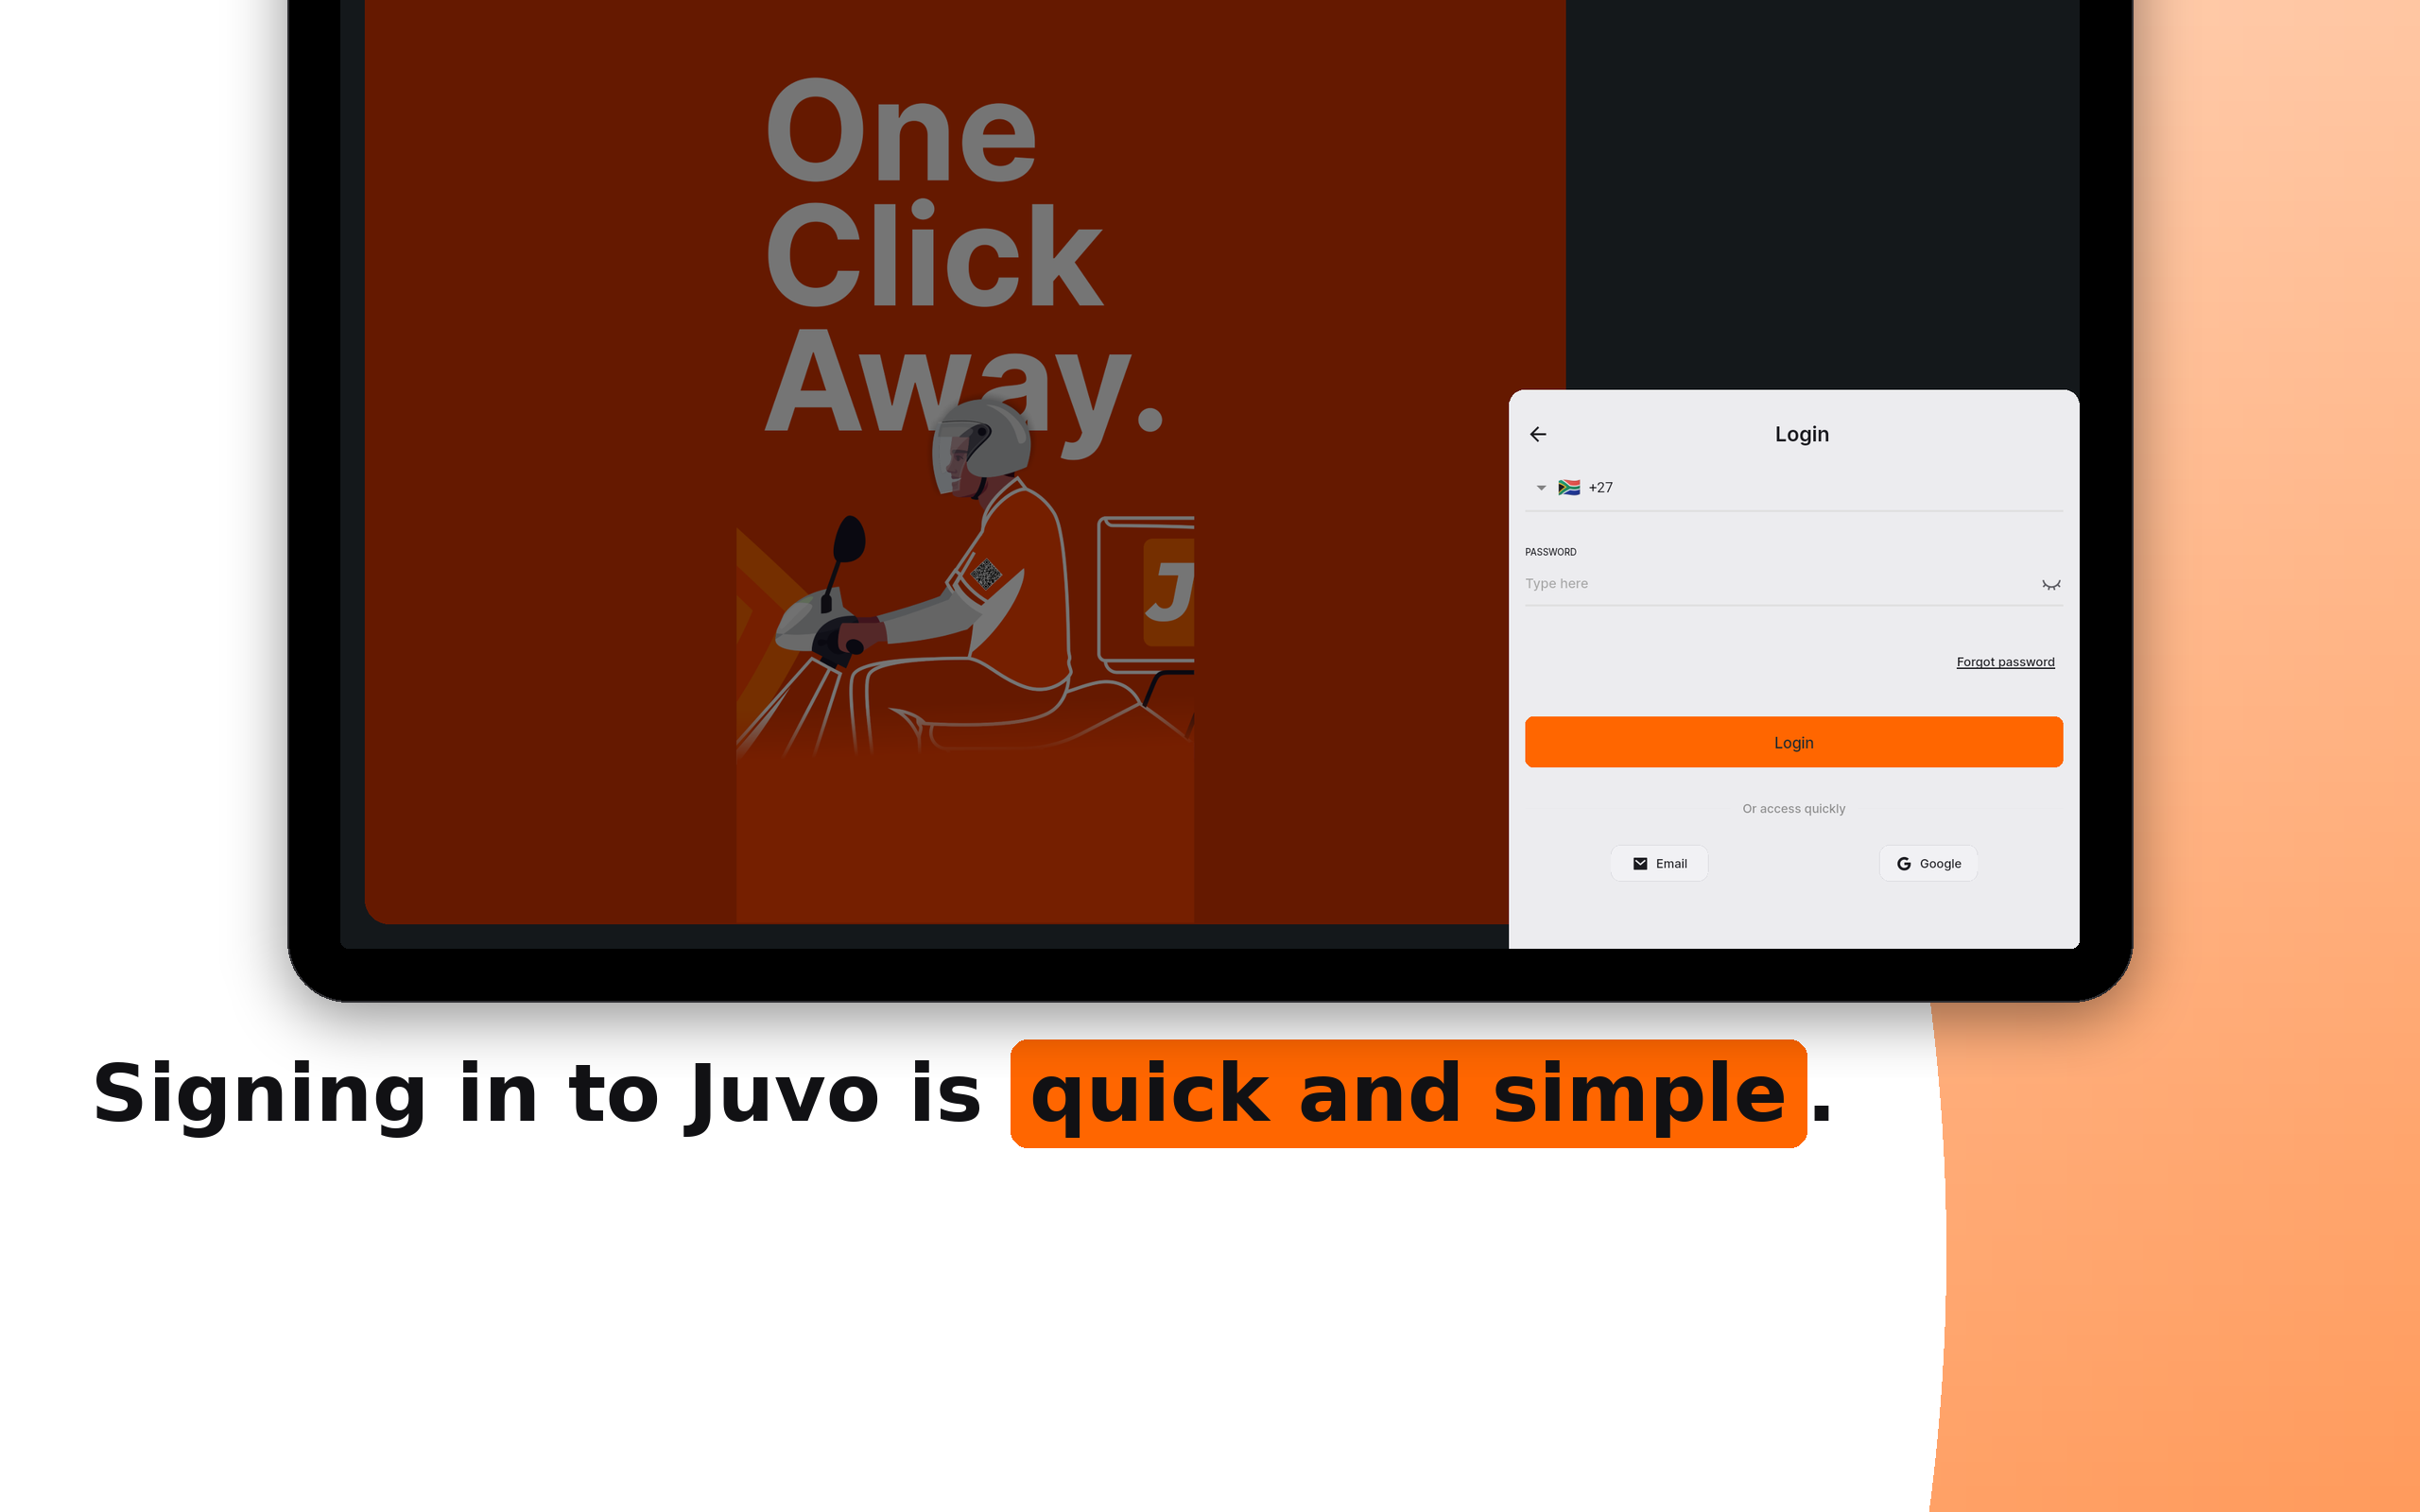 One
Click
Away.
J
Login
+27
PASSWORD
Type here
Forgot password
Login
Or access quickly
Email
Google
Signing in to Juvo is quick and simple.